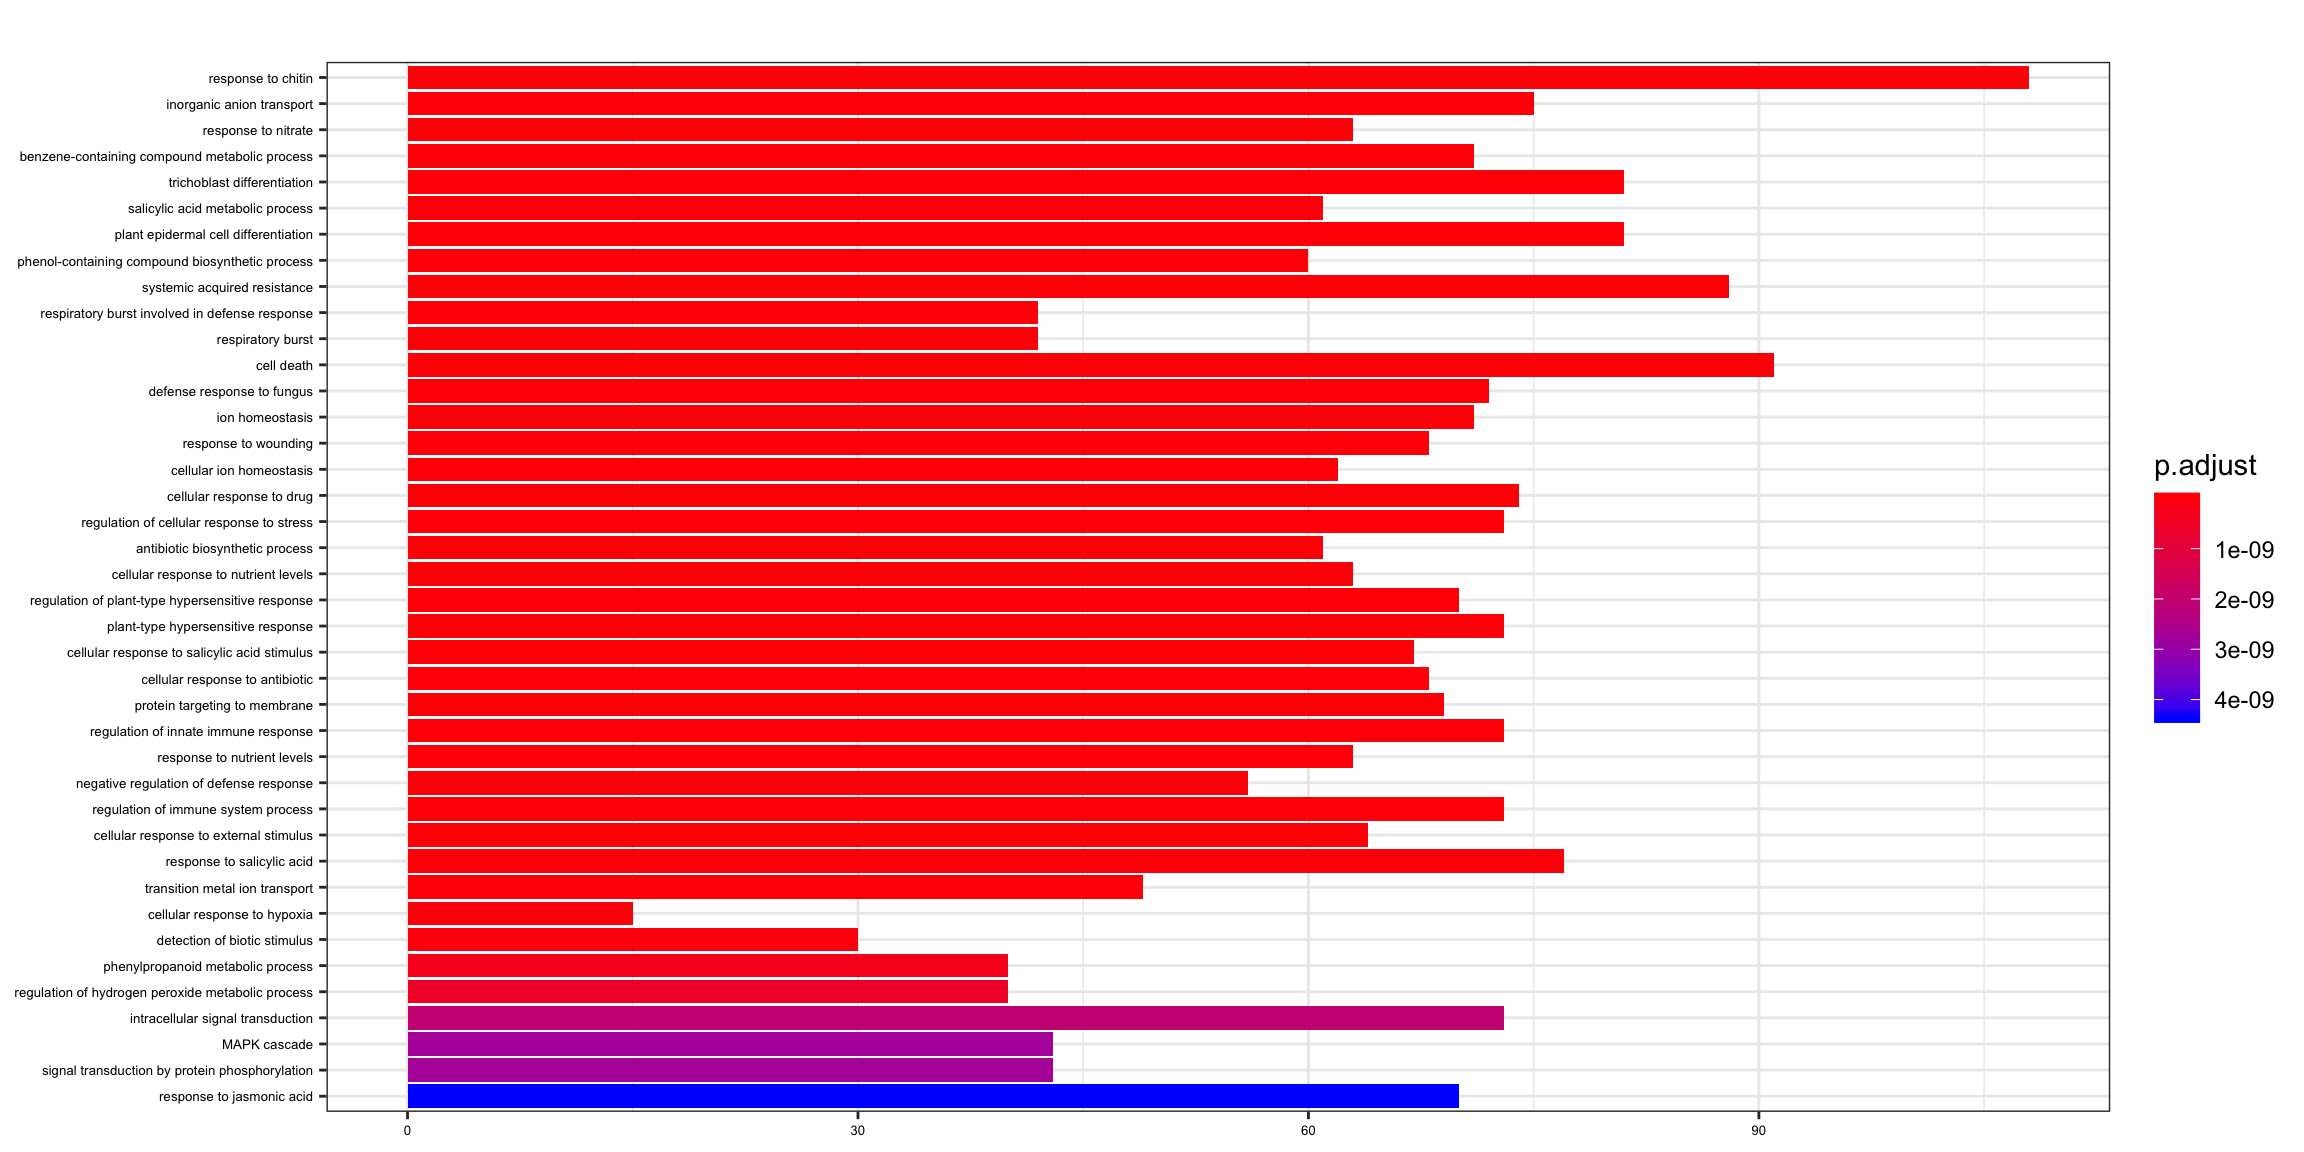 response to chitin
inorganic anion transport
response to nitrate
benzene-containing compound metabolic process
trichoblast differentiation
salicylic acid metabolic process
plant epidermal cell differentiation
phenol-containing compound biosynthetic process
systemic acquired resistance
respiratory burst involved in defense response
respiratory burst
cell death
defense response to fungus
ion homeostasis
response to wounding
cellular ion homeostasis
cellular response to drug
regulation of cellular response to stress
antibiotic biosynthetic process
cellular response to nutrient levels
regulation of plant-type hypersensitive response
plant-type hypersensitive response
cellular response to salicylic acid stimulus
cellular response to antibiotic
protein targeting to membrane
regulation of innate immune response
response to nutrient levels
negative regulation of defense response
regulation of immune system process
cellular response to external stimulus
response to salicylic acid
transition metal ion transport
cellular response to hypoxia
detection of biotic stimulus
phenylpropanoid metabolic process
regulation of hydrogen peroxide metabolic process
intracellular signal transduction
MAPK cascade
signal transduction by protein phosphorylation
response to jasmonic acid
0 30 60 90
p.adjust
1e-09
2e-09
3e-09
4e-09